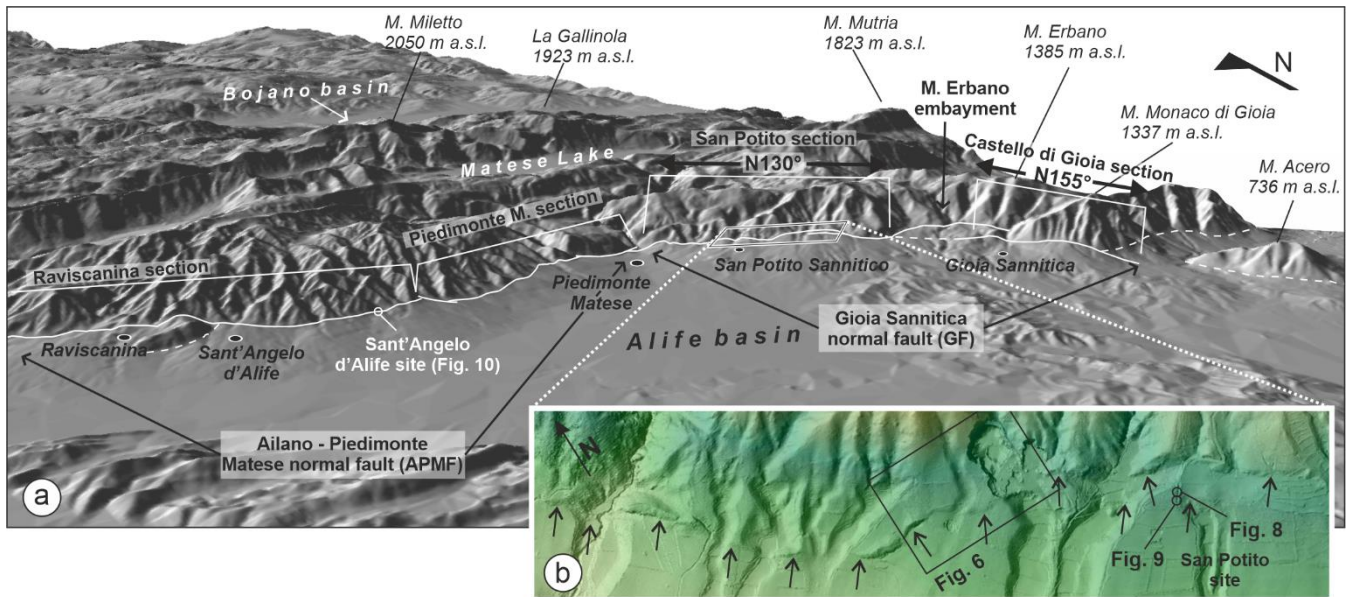 M. Miletto
2050 m a.s.l.
La Gallinola
1923 m a.s.l.
M. Mutria
1823 m a.s.l.
M. Erbano
1385 m a.s.l.
N
Bojano basin
M. Erbano
embayment
M. Monaco di Gioia
1337 m a.s.l.
San Potito section
N130°
Castello di Gioia section
N155°
M. Acero
736 m a.s.l.
Matese Lake
Piedimonte M. section
Raviscanina section
San Potito Sannitico
Gioia Sannitica
Piedimonte
Matese
Raviscanina
Sant'Angelo
d'Alife
Sant'Angelo
d'Alife site (Fig. 10)
Alife basin
Gioia Sannitica
normal fault (GF)
Ailano - Piedimonte
Matese normal fault (APMF)
a
N
Fig. 8
Fig. 6
Fig. 9
San Potito
site
b